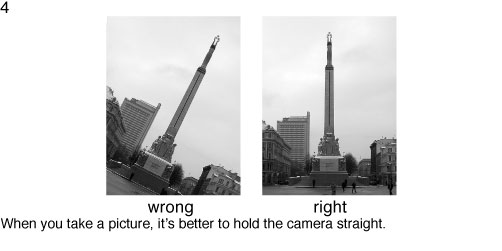 4
wrong
right
When you take a picture, it's better to hold the camera straight.